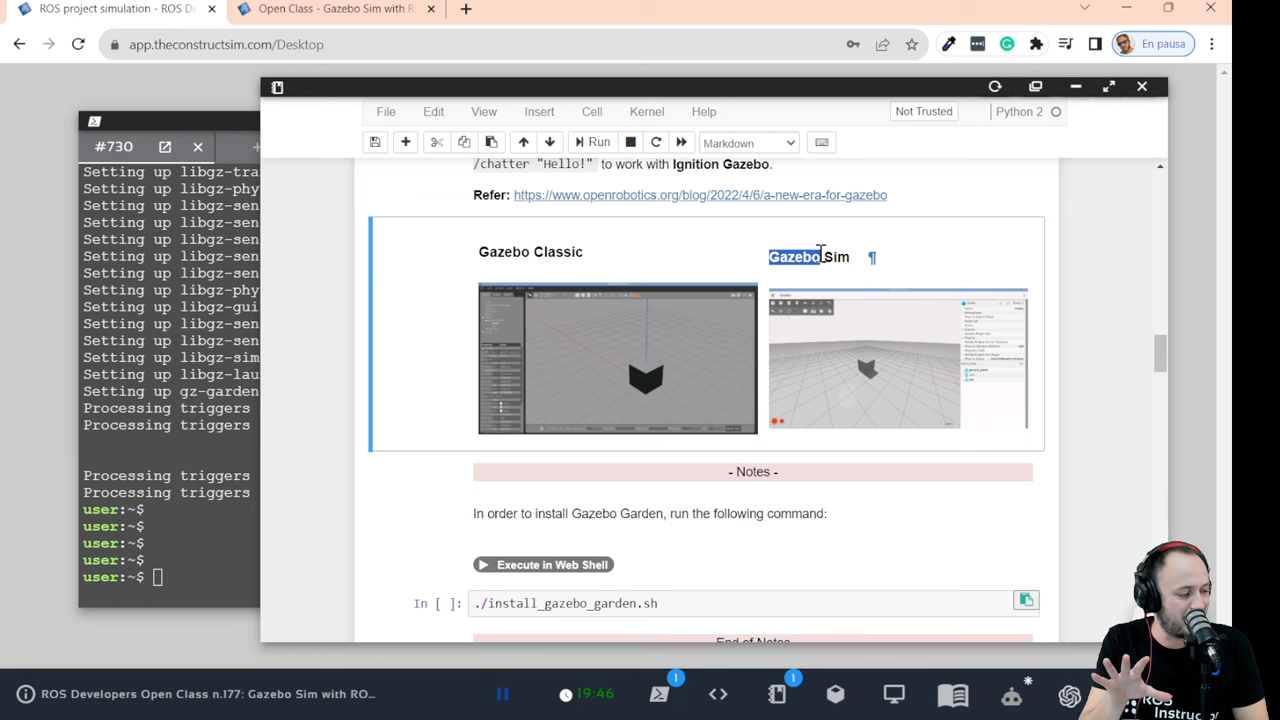 ROS project simulation - ROS De
Open Class - Gazebo Sim with R
app.theconstructsim.com/Desktop
En pausa
#730
File Edit View Insert Cell Kernel Help
Not Trusted
Python 2
Run
Markdown
/chatter "Hello!" to work with Ignition Gazebo.
Refer: https://www.openrobotics.org/blog/2022/4/6/a-new-era-for-gazebo
Gazebo Classic
Gazebo Sim ¶
- Notes -
In order to install Gazebo Garden, run the following command:
Execute in Web Shell
In [ ]: ./install_gazebo_garden.sh
End of Notes
Setting up libgz-tra
Setting up libgz-phy
Setting up libgz-sen
Setting up libgz-sen
Setting up libgz-sen
Setting up libgz-sen
Setting up libgz-sen
Setting up libgz-phy
Setting up libgz-gui
Setting up libgz-sen
Setting up libgz-sen
Setting up libgz-sim
Setting up libgz-lau
Setting up gz-garden
Processing triggers
Processing triggers
Processing triggers
Processing triggers
user:~$
user:~$
user:~$
user:~$
user:~$
ROS Developers Open Class n.177: Gazebo Sim with RO...
19:46
1
1
ROS
Instruct